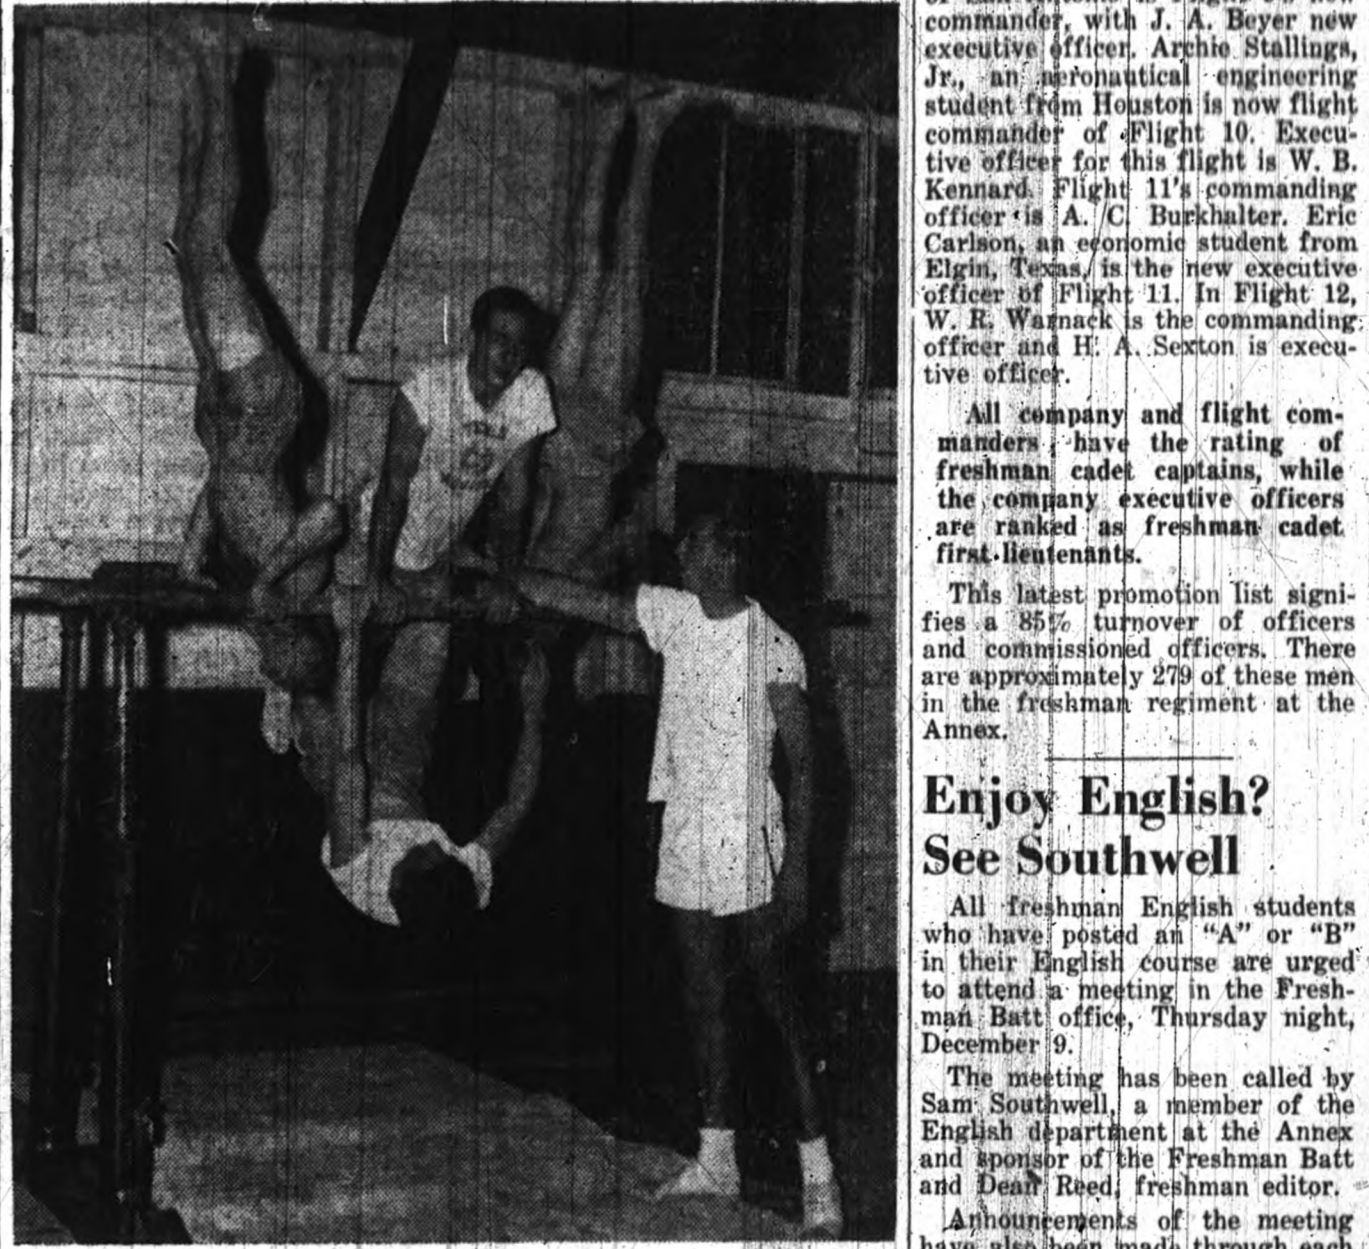 commander, with J. A. Beyer new
executive officer. Archie Stallings,
Jr., an aeronautical engineering
student from Houston is now flight
commander of Flight 10. Execu-
tive officer for this flight is W. B.
Kennard. Flight 11's commanding
officer is A. C. Burkhalter. Eric
Carlson, an economic student from
Elgin, Texas, is the new executive
officer of Flight 11. In Flight 12,
W. R. Warnack is the commanding
officer and H. A. Sexton is execu-
tive officer.
All company and flight com-
manders have the rating of
freshman cadet captains, while
the company executive officers
are ranked as freshman cadet
first lieutenants.
This latest promotion list signi-
fies a 85% turnover of officers
and commissioned officers. There
are approximately 279 of these men
in the freshman regiment at the
Annex.
Enjoy English?
See Southwell
All freshman English students
who have posted an “A” or “B”
in their English course are urged
to attend a meeting in the Fresh-
man Batt office, Thursday night,
December 9.
The meeting has been called by
Sam Southwell, a member of the
English department at the Annex
and sponsor of the Freshman Batt
and Dean Reed, freshman editor.
Announcements of the meeting
have also been made through each